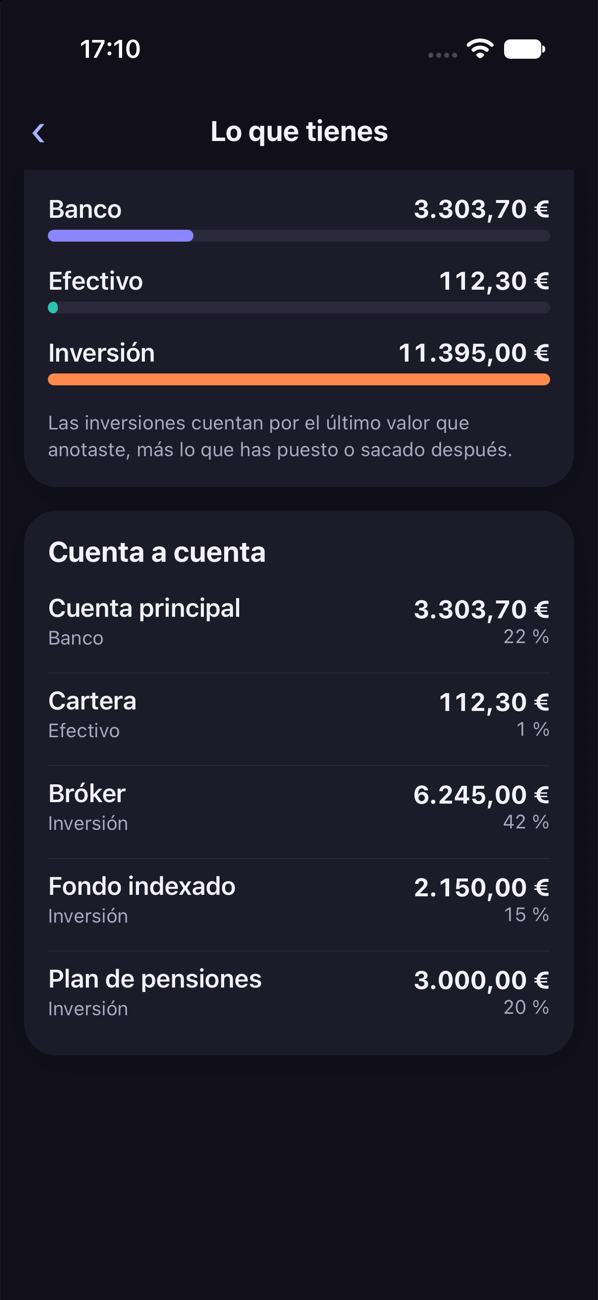 17:10
‹ Lo que tienes
Banco 3.303,70 €
Efectivo 112,30 €
Inversión 11.395,00 €
Las inversiones cuentan por el último valor que
anotaste, más lo que has puesto o sacado después.
Cuenta a cuenta
Cuenta principal 3.303,70 €
Banco 22 %
Cartera 112,30 €
Efectivo 1 %
Bróker 6.245,00 €
Inversión 42 %
Fondo indexado 2.150,00 €
Inversión 15 %
Plan de pensiones 3.000,00 €
Inversión 20 %